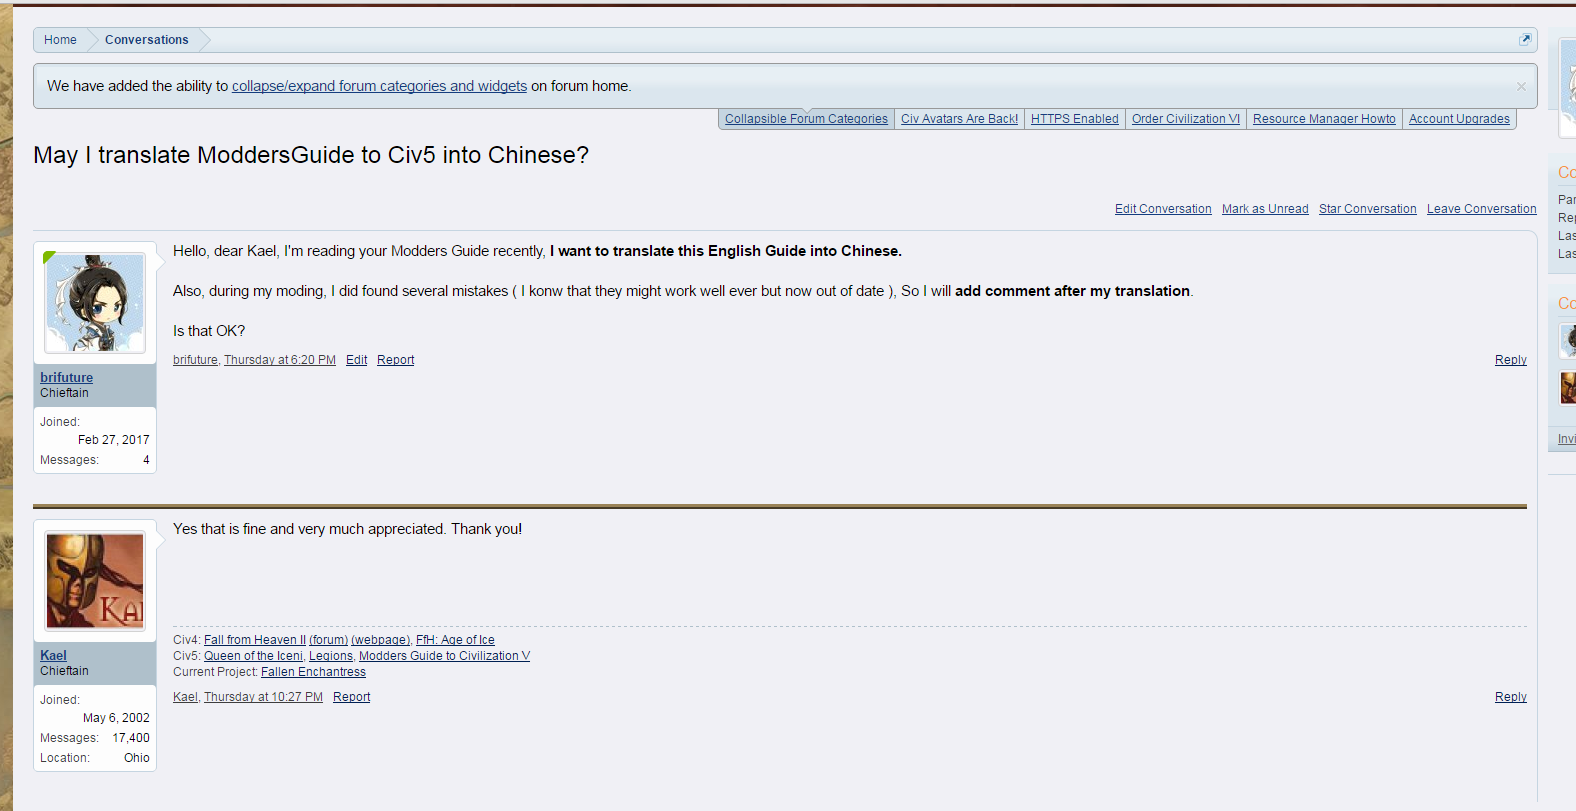 Home Conversations
We have added the ability to collapse/expand forum categories and widgets on forum home.
Collapsible Forum Categories Civ Avatars Are Back! HTTPS Enabled Order Civilization VI Resource Manager Howto Account Upgrades
May I translate ModdersGuide to Civ5 into Chinese?
Edit Conversation Mark as Unread Star Conversation Leave Conversation
Hello, dear Kael, I'm reading your Modders Guide recently, I want to translate this English Guide into Chinese.
Also, during my moding, I did found several mistakes ( I konw that they might work well ever but now out of date ), So I will add comment after my translation.
Is that OK?
brifuture, Thursday at 6:20 PM Edit Report Reply
brifuture
Chieftain
Joined:
Feb 27, 2017
Messages: 4
Yes that is fine and very much appreciated. Thank you!
Civ4: Fall from Heaven II (forum) (webpage), FfH: Age of Ice
Civ5: Queen of the Iceni, Legions, Modders Guide to Civilization V
Current Project: Fallen Enchantress
Kael, Thursday at 10:27 PM Report Reply
Kael
Chieftain
Joined:
May 6, 2002
Messages: 17,400
Location: Ohio